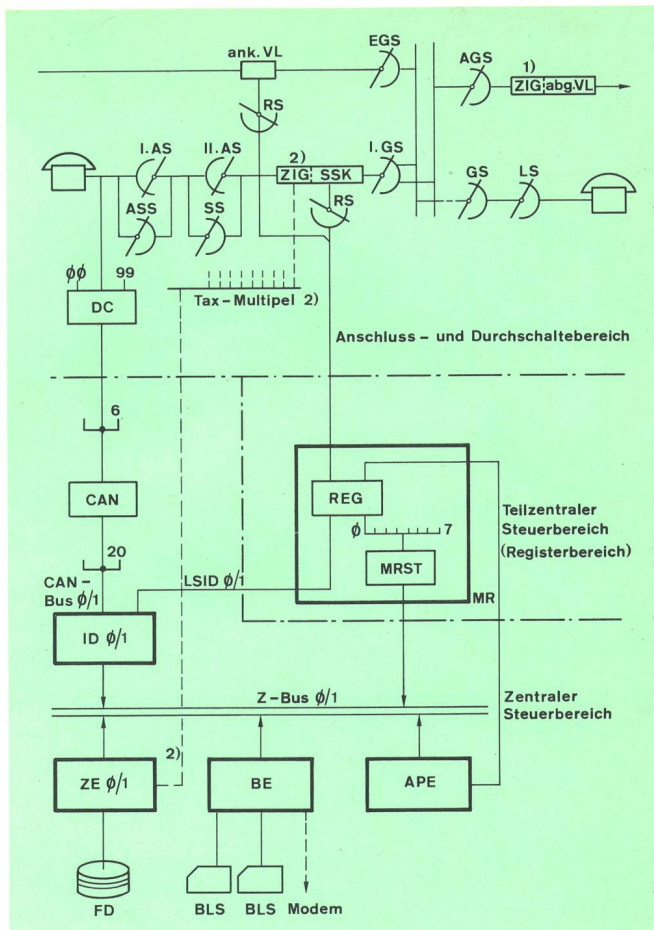 EGS
ank. VL
AGS
1)
ZIG abg.VL
RS
I.AS
II.AS
2)
I.GS
ZIG SSK
GS
LS
RS
ASS
SS
ØØ
99
DC
Tax-Multipel 2)
Anschluss- und Durchschaltebereich
6
CAN
REG
Ø
7
Teilzentraler
Steuerbereich
(Registerbereich)
20
MRST
CAN-
Bus Ø/1
LSID Ø/1
MR
ID Ø/1
Z-Bus Ø/1
Zentraler
Steuerbereich
2)
ZE Ø/1
BE
APE
FD
BLS
BLS
Modem